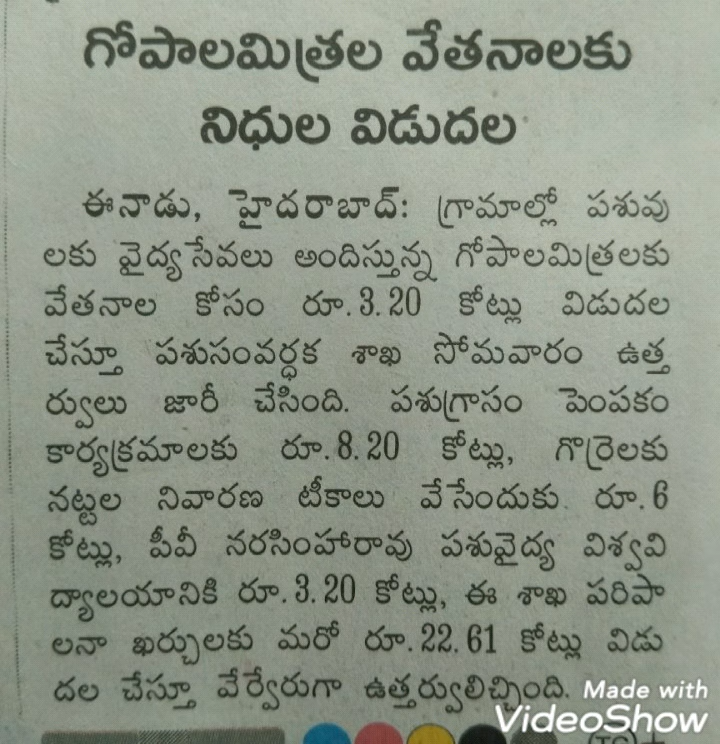 గోపాలమిత్రల వేతనాలకు
నిధుల విడుదల
ఈనాడు, హైదరాబాద్: గ్రామాల్లో పశువు
లకు వైద్యసేవలు అందిస్తున్న గోపాలమిత్రలకు
వేతనాల కోసం రూ.3.20 కోట్లు విడుదల
చేస్తూ పశుసంవర్ధక శాఖ సోమవారం ఉత్త
ర్వులు జారీ చేసింది. పశుగ్రాసం పెంపకం
కార్యక్రమాలకు రూ.8.20 కోట్లు, గొర్రెలకు
నట్టల నివారణ టీకాలు వేసేందుకు రూ.6
కోట్లు, పీవీ నరసింహారావు పశువైద్య విశ్వవి
ద్యాలయానికి రూ.3.20 కోట్లు, ఈ శాఖ పరిపా
లనా ఖర్చులకు మరో రూ.22.61 కోట్లు విడు
దల చేస్తూ వేర్వేరుగా ఉత్తర్వులిచ్చింది.
Made with
VideoShow